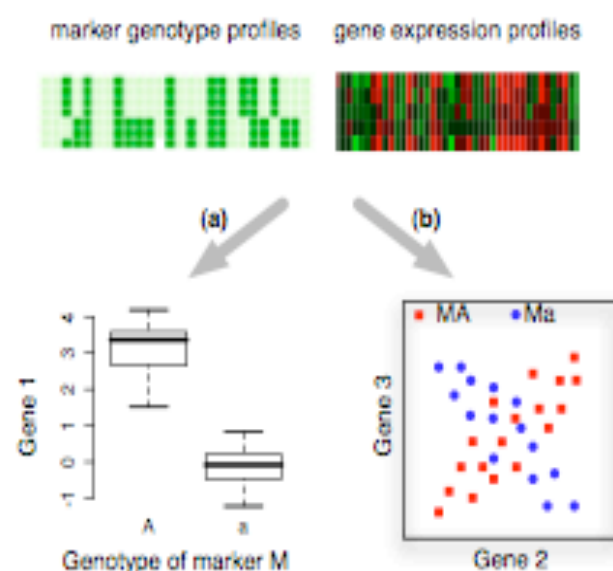 marker genotype profiles
gene expression profiles
(a)
(b)
Gene 1
4
3
2
1
0
-1
A
a
Genotype of marker M
MA
Ma
Gene 3
Gene 2